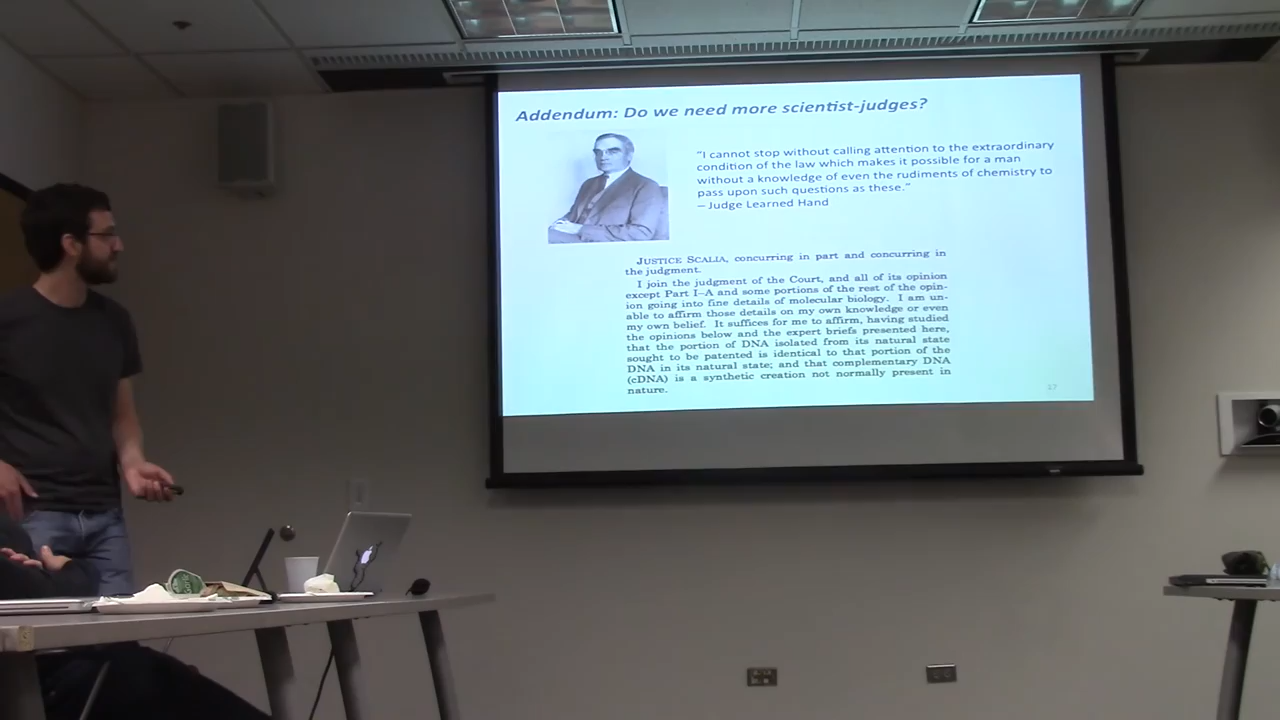 Addendum: Do we need more scientist-judges?
“I cannot stop without calling attention to the extraordinary
condition of the law which makes it possible for a man
without a knowledge of even the rudiments of chemistry to
pass upon such questions as these.”
– Judge Learned Hand
JUSTICE SCALIA, concurring in part and concurring in
the judgment.
I join the judgment of the Court, and all of its opinion
except Part I–A and some portions of the rest of the opin-
ion going into fine details of molecular biology. I am un-
able to affirm those details on my own knowledge or even
my own belief. It suffices for me to affirm, having studied
the opinions below and the expert briefs presented here,
that the portion of DNA isolated from its natural state
sought to be patented is identical to that portion of the
DNA in its natural state; and that complementary DNA
(cDNA) is a synthetic creation not normally present in
nature.
37